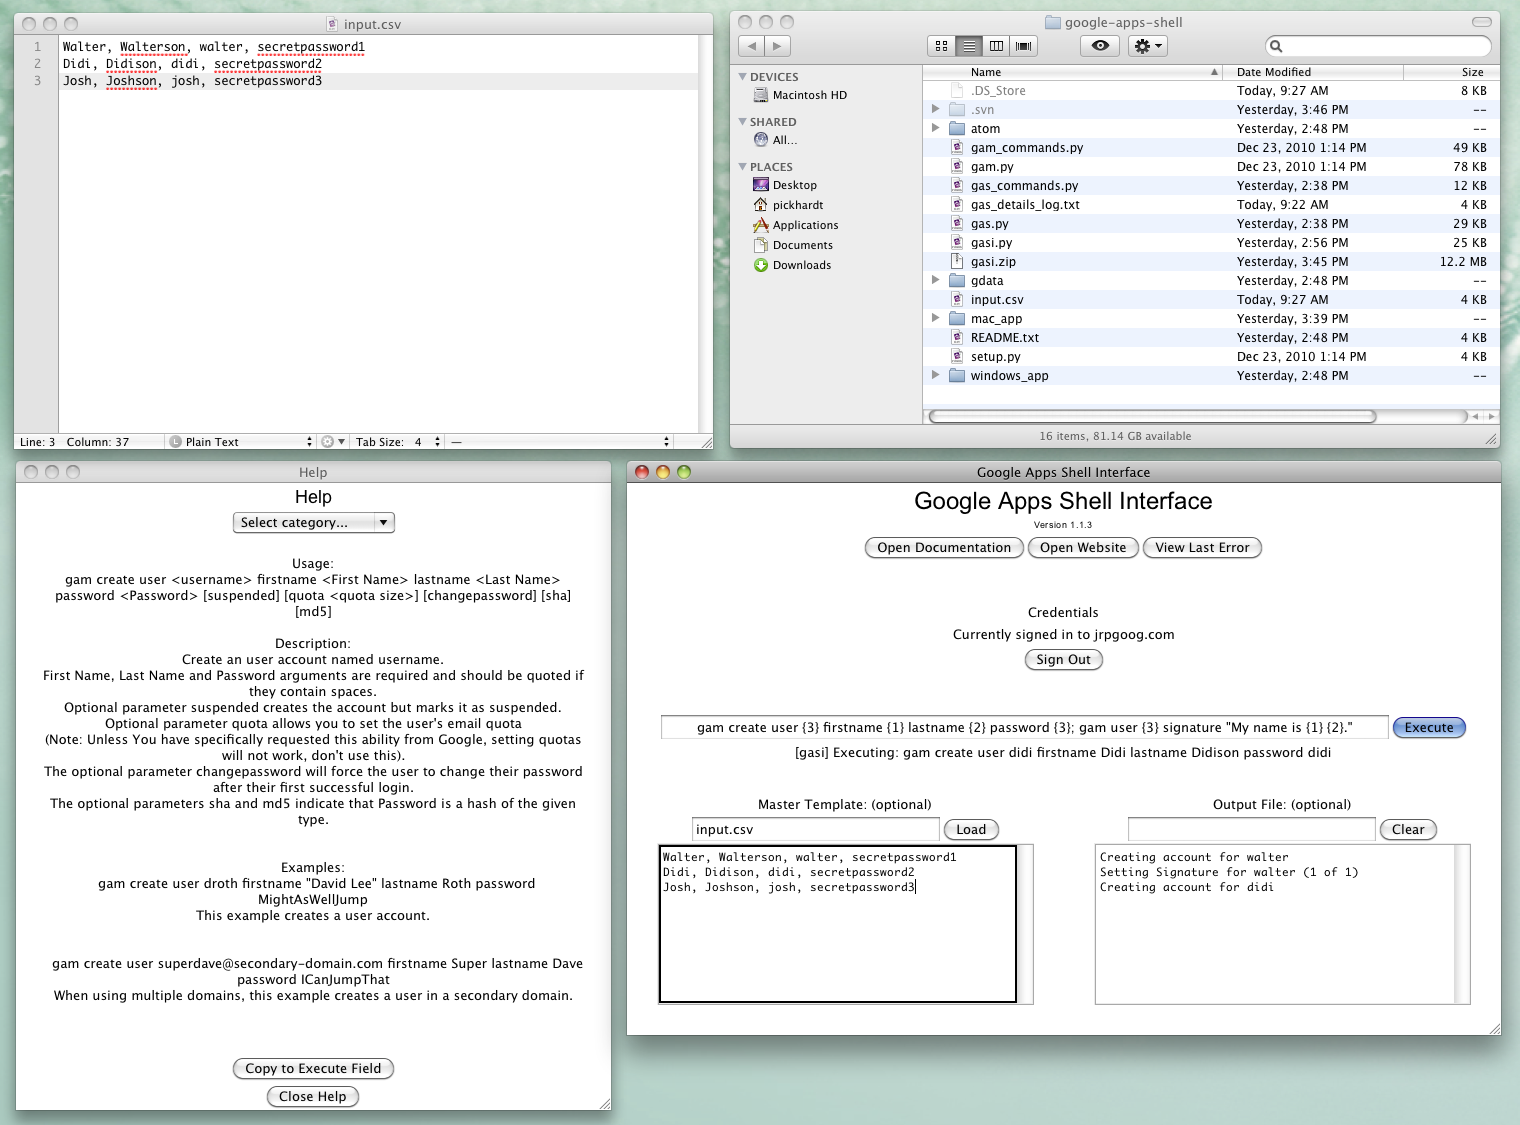 input.csv
1 Walter, Walterson, walter, secretpassword1
2 Didi, Didison, didi, secretpassword2
3 Josh, Joshson, josh, secretpassword3
Line: 3 Column: 37 L Plain Text Tab Size: 4 —
google-apps-shell
DEVICES
Macintosh HD
SHARED
All...
PLACES
Desktop
pickhardt
Applications
Documents
Downloads
Name Date Modified Size
.DS_Store Today, 9:27 AM 8 KB
.svn Yesterday, 3:46 PM --
atom Yesterday, 2:48 PM --
gam_commands.py Dec 23, 2010 1:14 PM 49 KB
gam.py Dec 23, 2010 1:14 PM 78 KB
gas_commands.py Yesterday, 2:38 PM 12 KB
gas_details_log.txt Today, 9:22 AM 4 KB
gas.py Yesterday, 2:38 PM 29 KB
gasi.py Yesterday, 2:56 PM 25 KB
gasi.zip Yesterday, 3:45 PM 12.2 MB
gdata Yesterday, 2:48 PM --
input.csv Today, 9:27 AM 4 KB
mac_app Yesterday, 3:39 PM --
README.txt Yesterday, 2:48 PM 4 KB
setup.py Dec 23, 2010 1:14 PM 4 KB
windows_app Yesterday, 2:48 PM --
16 items, 81.14 GB available
Help
Help
Select category...
Usage:
gam create user <username> firstname <First Name> lastname <Last Name>
password <Password> [suspended] [quota <quota size>] [changepassword] [sha]
[md5]
Description:
Create an user account named username.
First Name, Last Name and Password arguments are required and should be quoted if
they contain spaces.
Optional parameter suspended creates the account but marks it as suspended.
Optional parameter quota allows you to set the user's email quota
(Note: Unless You have specifically requested this ability from Google, setting quotas
will not work, don't use this).
The optional parameter changepassword will force the user to change their password
after their first successful login.
The optional parameters sha and md5 indicate that Password is a hash of the given
type.
Examples:
gam create user droth firstname "David Lee" lastname Roth password
MightAsWellJump
This example creates a user account.
gam create user superdave@secondary-domain.com firstname Super lastname Dave
password ICanJumpThat
When using multiple domains, this example creates a user in a secondary domain.
Copy to Execute Field
Close Help
Google Apps Shell Interface
Google Apps Shell Interface
Version 1.1.3
Open Documentation Open Website View Last Error
Credentials
Currently signed in to jrpgoog.com
Sign Out
gam create user {3} firstname {1} lastname {2} password {3}; gam user {3} signature "My name is {1} {2}." Execute
[gasi] Executing: gam create user didi firstname Didi lastname Didison password didi
Master Template: (optional)
input.csv Load
Walter, Walterson, walter, secretpassword1
Didi, Didison, didi, secretpassword2
Josh, Joshson, josh, secretpassword3
Output File: (optional)
Clear
Creating account for walter
Setting Signature for walter (1 of 1)
Creating account for didi